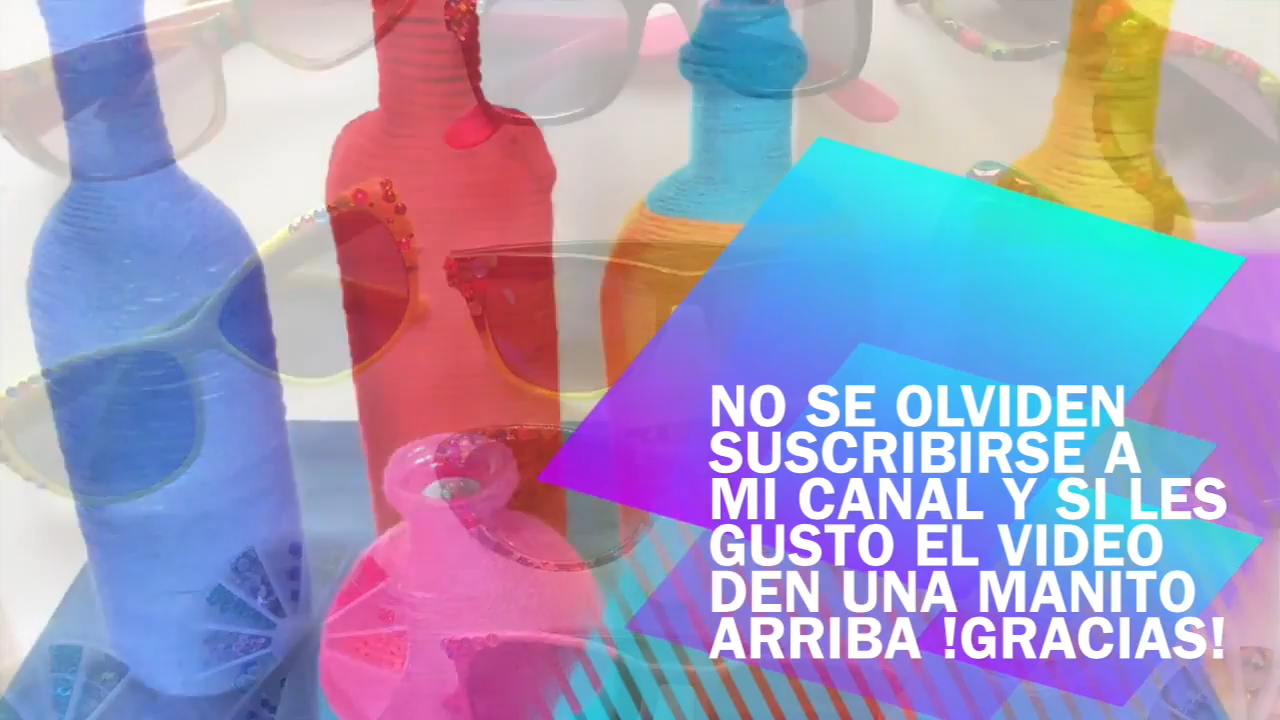 NO SE OLVIDEN
SUSCRIBIRSE A
MI CANAL Y SI LES
GUSTO EL VIDEO
DEN UNA MANITO
ARRIBA !GRACIAS!